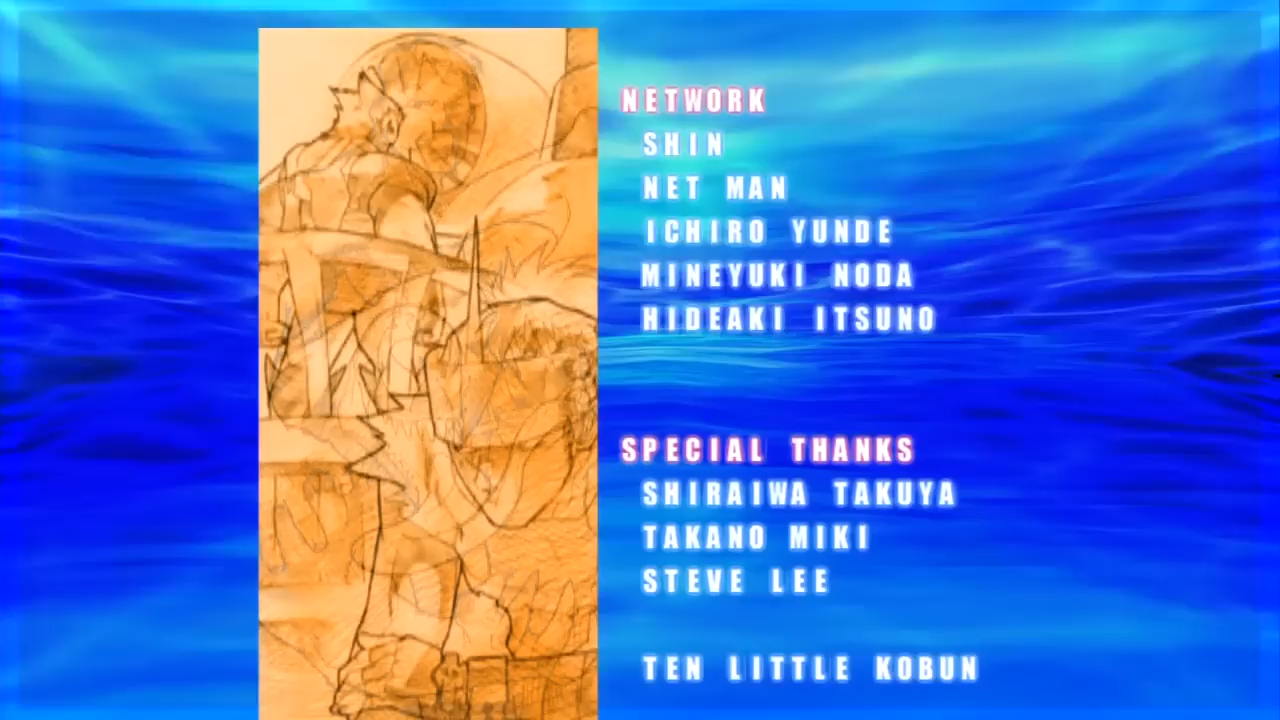 NETWORK
SHIN
NET MAN
ICHIRO YUNDE
MINEYUKI NODA
HIDEAKI ITSUNO
SPECIAL THANKS
SHIRAIWA TAKUYA
TAKANO MIKI
STEVE LEE
TEN LITTLE KOBUN